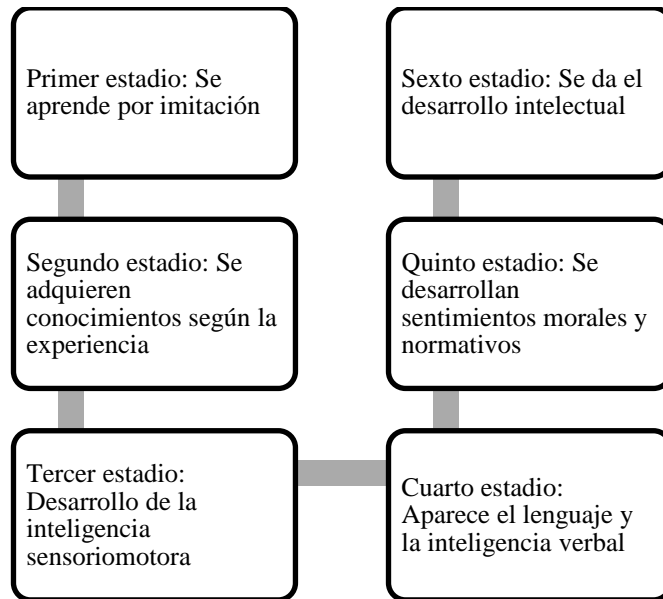 Primer estadio: Se
aprende por imitación
Segundo estadio: Se
adquieren
conocimientos según la
experiencia
Tercer estadio:
Desarrollo de la
inteligencia
sensoriomotora
Cuarto estadio:
Aparece el lenguaje y
la inteligencia verbal
Quinto estadio: Se
desarrollan
sentimientos morales y
normativos
Sexto estadio: Se da el
desarrollo intelectual